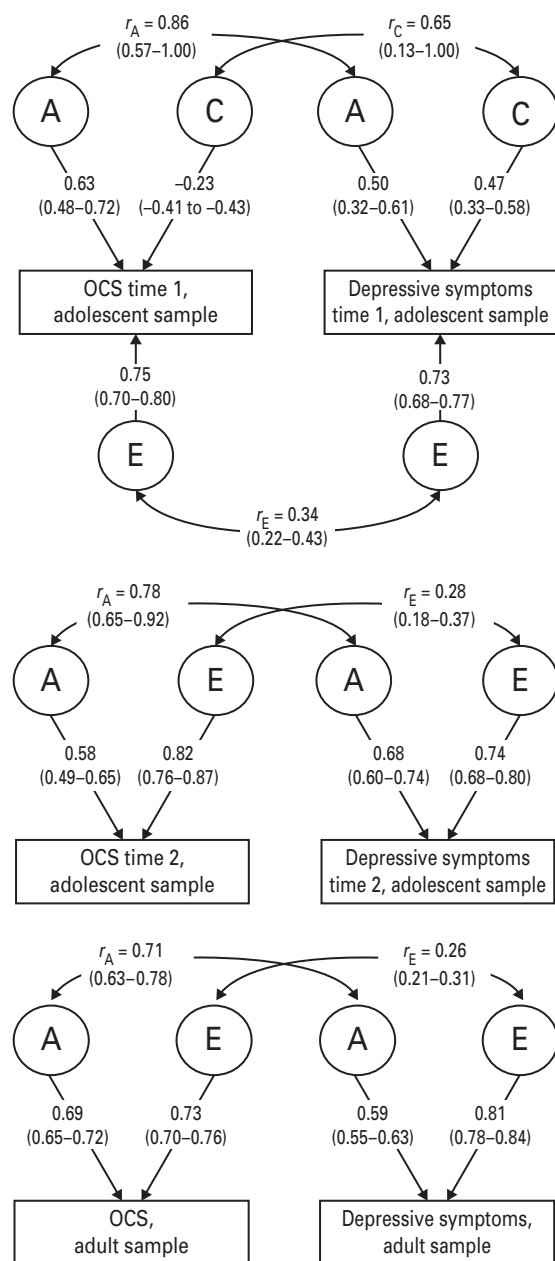 rA = 0.86
(0.57–1.00)
rC = 0.65
(0.13–1.00)
A
C
A
C
0.63
(0.48–0.72)
–0.23
(–0.41 to –0.43)
0.50
(0.32–0.61)
0.47
(0.33–0.58)
OCS time 1,
adolescent sample
Depressive symptoms
time 1, adolescent sample
0.75
(0.70–0.80)
0.73
(0.68–0.77)
E
E
rE = 0.34
(0.22–0.43)
rA = 0.78
(0.65–0.92)
rE = 0.28
(0.18–0.37)
A
E
A
E
0.58
(0.49–0.65)
0.82
(0.76–0.87)
0.68
(0.60–0.74)
0.74
(0.68–0.80)
OCS time 2,
adolescent sample
Depressive symptoms
time 2, adolescent sample
rA = 0.71
(0.63–0.78)
rE = 0.26
(0.21–0.31)
A
E
A
E
0.69
(0.65–0.72)
0.73
(0.70–0.76)
0.59
(0.55–0.63)
0.81
(0.78–0.84)
OCS,
adult sample
Depressive symptoms,
adult sample